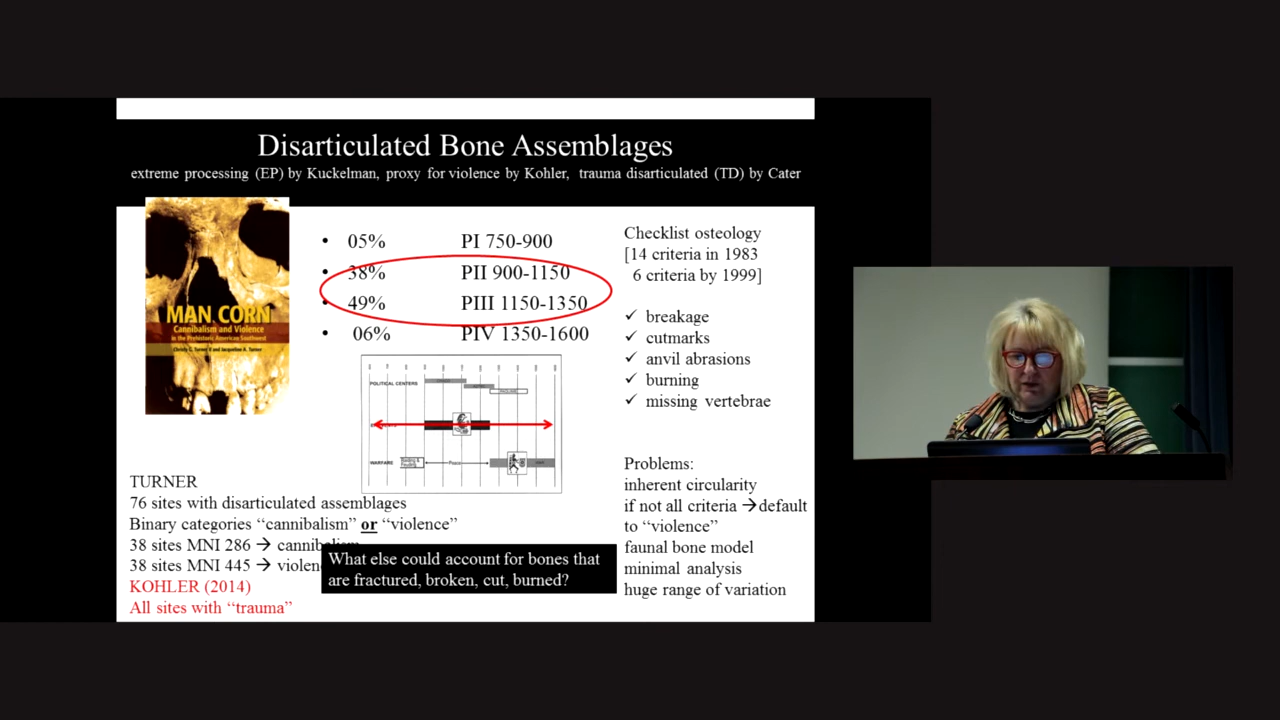 Disarticulated Bone Assemblages
extreme processing (EP) by Kuckelman, proxy for violence by Kohler, trauma disarticulated (TD) by Cater
MAN CORN
Cannibalism and Violence
in the Prehistoric American Southwest
Christy G. Turner II and Jacqueline A. Turner
• 05% PI 750-900
• 38% PII 900-1150
• 49% PIII 1150-1350
• 06% PIV 1350-1600
POLITICAL CENTERS
WARFARE
Peace
TURNER
76 sites with disarticulated assemblages
Binary categories “cannibalism” or “violence”
38 sites MNI 286 → cannibalism
38 sites MNI 445 → violen
KOHLER (2014)
All sites with “trauma”
What else could account for bones that
are fractured, broken, cut, burned?
Checklist osteology
[14 criteria in 1983
6 criteria by 1999]
✓ breakage
✓ cutmarks
✓ anvil abrasions
✓ burning
✓ missing vertebrae
Problems:
inherent circularity
if not all criteria →default
to “violence”
faunal bone model
minimal analysis
huge range of variation